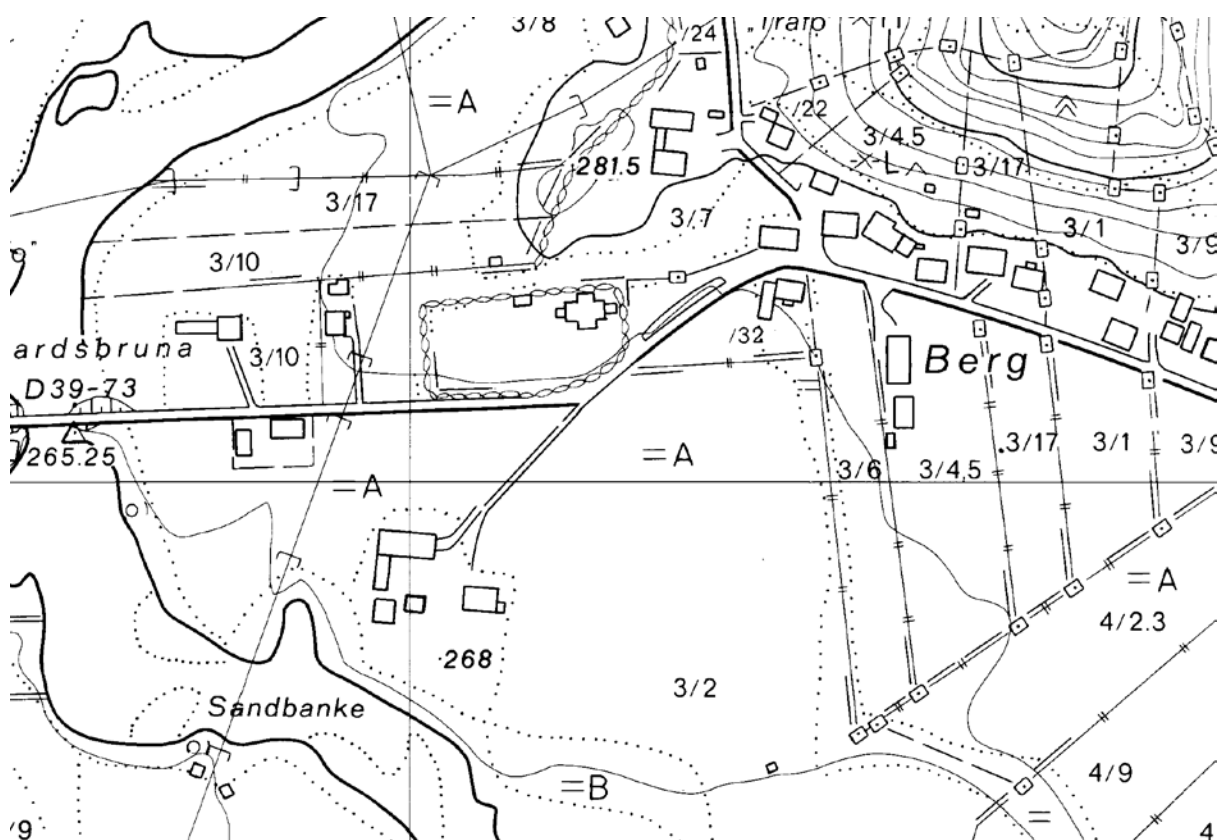 3/8
/24
"Trafo
=A
/22
3/4.5
281.5
L
3/17
3/17
3/7
3/1
3/9
3/10
ardsbruna
3/10
/32
Berg
D39-73
265.25
=A
=A
3/6
3/4,5
3/17
3/1
3/9
=A
4/2.3
268
3/2
Sandbanke
=B
4/9
=
/9
4